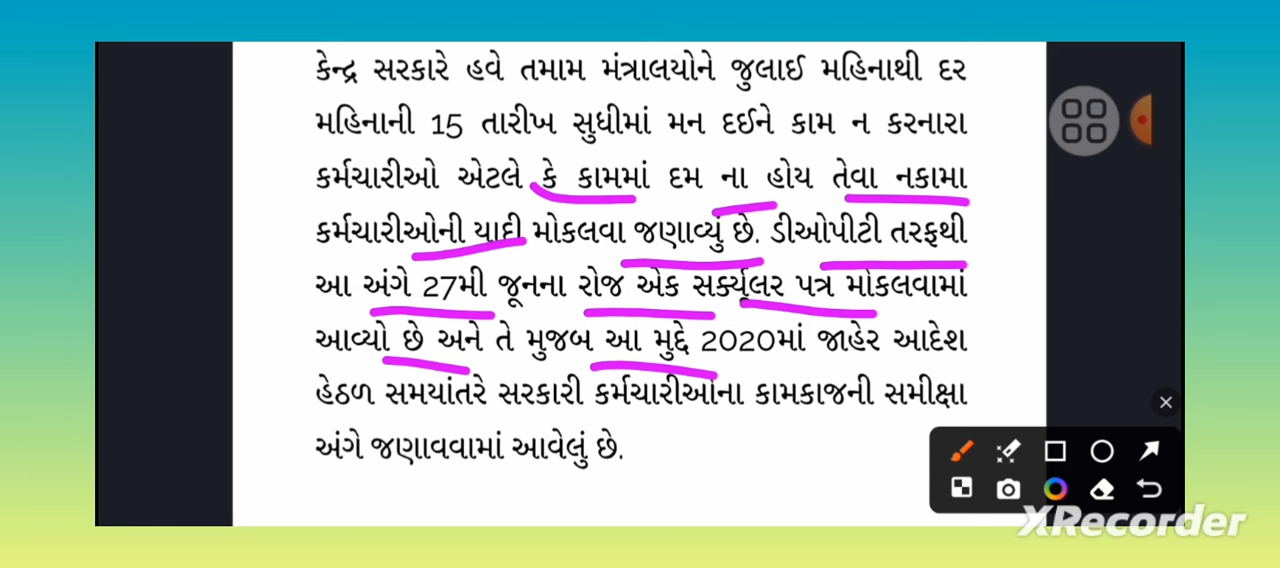 કેન્દ્ર સરકારે હવે તમામ મંત્રાલયોને જુલાઈ મહિનાથી દર
મહિનાની 15 તારીખ સુધીમાં મન દઈને કામ ન કરનારા
કર્મચારીઓ એટલે કે કામમાં દમ ના હોય તેવા નકામા
કર્મચારીઓની યાદી મોકલવા જણાવ્યું છે. ડીઓપીટી તરફથી
આ અંગે 27મી જૂનના રોજ એક સર્ક્યૂલર પત્ર મોકલવામાં
આવ્યો છે અને તે મુજબ આ મુદ્દે 2020માં જાહેર આદેશ
હેઠળ સમયાંતરે સરકારી કર્મચારીઓના કામકાજની સમીક્ષા
અંગે જણાવવામાં આવેલું છે.
XRecorder